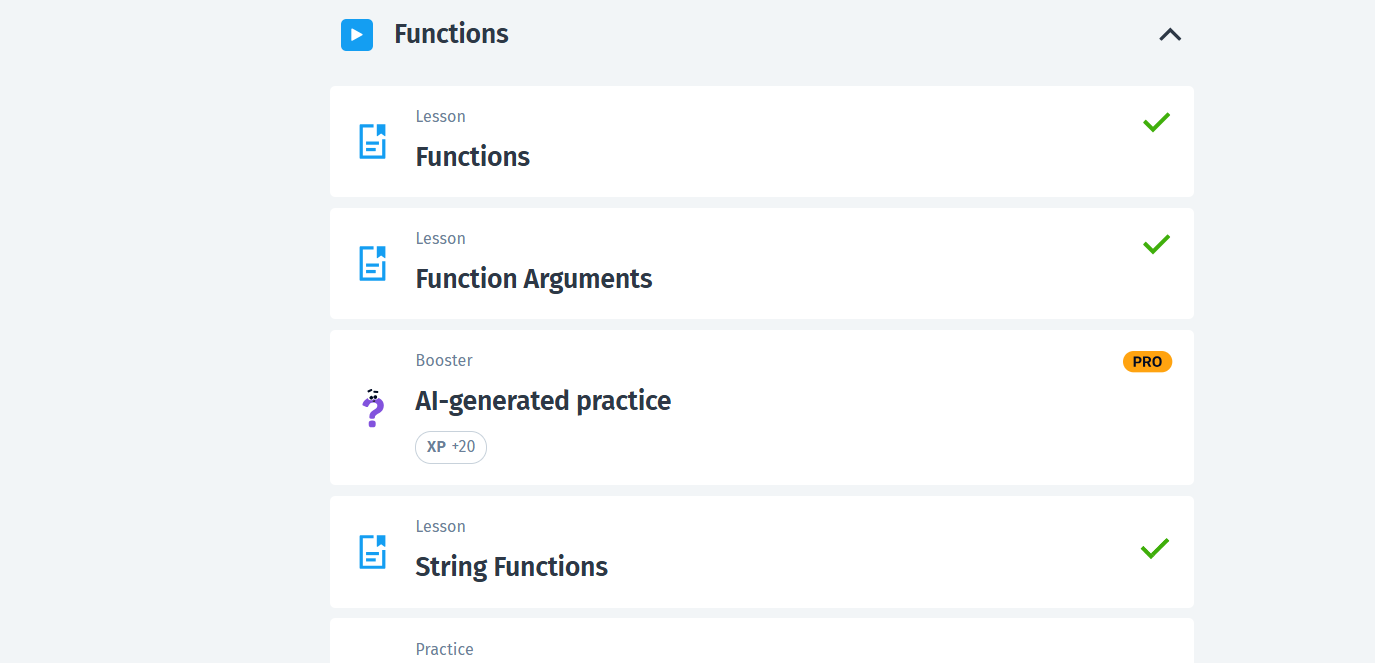 Functions
Lesson
Functions
Lesson
Function Arguments
Booster
PRO
AI-generated practice
XP +20
Lesson
String Functions
Practice